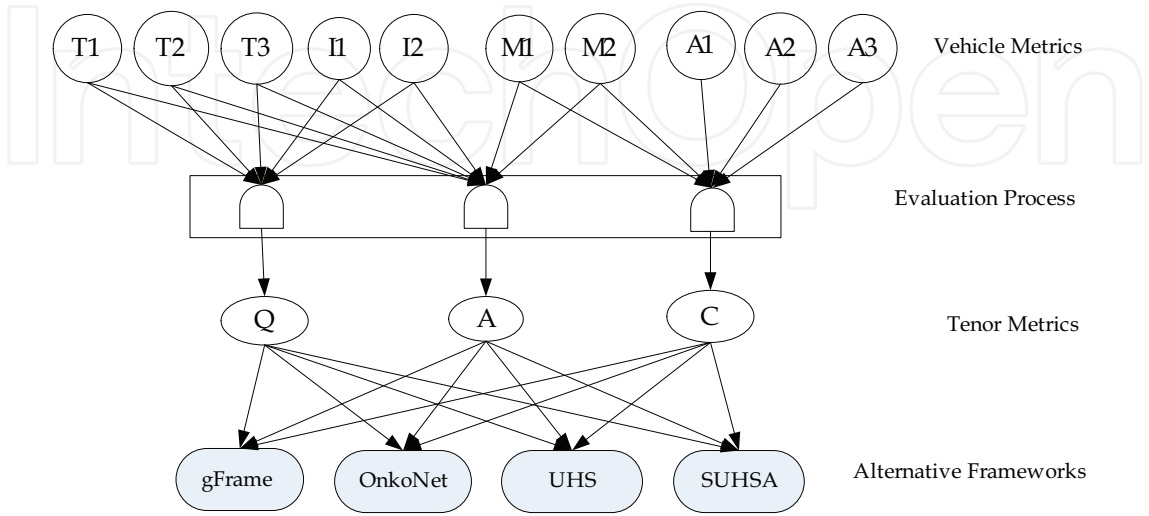 IntechOpen
T1 T2 T3 I1 I2 M1 M2 A1 A2 A3 Vehicle Metrics
Evaluation Process
Q A C Tenor Metrics
gFrame OnkoNet UHS SUHSA Alternative Frameworks